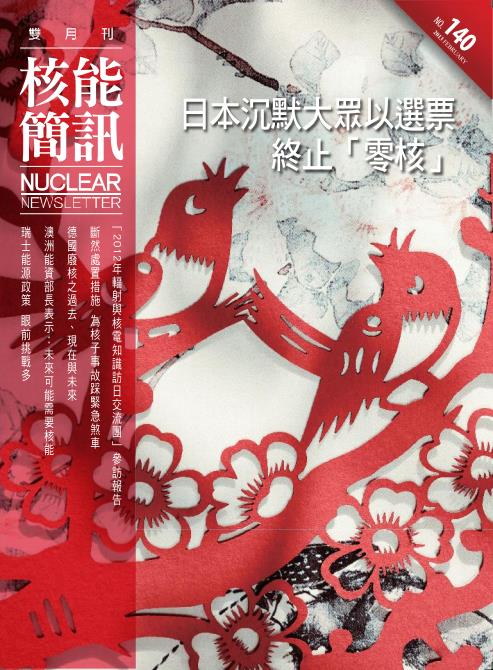 雙月刊
核能
簡訊
NUCLEAR
NEWSLETTER
NO. 140
2013 FEBRUARY
日本沉默大眾以選票
終止「零核」
「2012年輻射與核電知識訪日交流團」參訪報告
斷然處置措施 為核子事故踩緊急煞車
德國廢核之過去、現在與未來
澳洲能資部長表示：未來可能需要核能
瑞士能源政策 眼前挑戰多